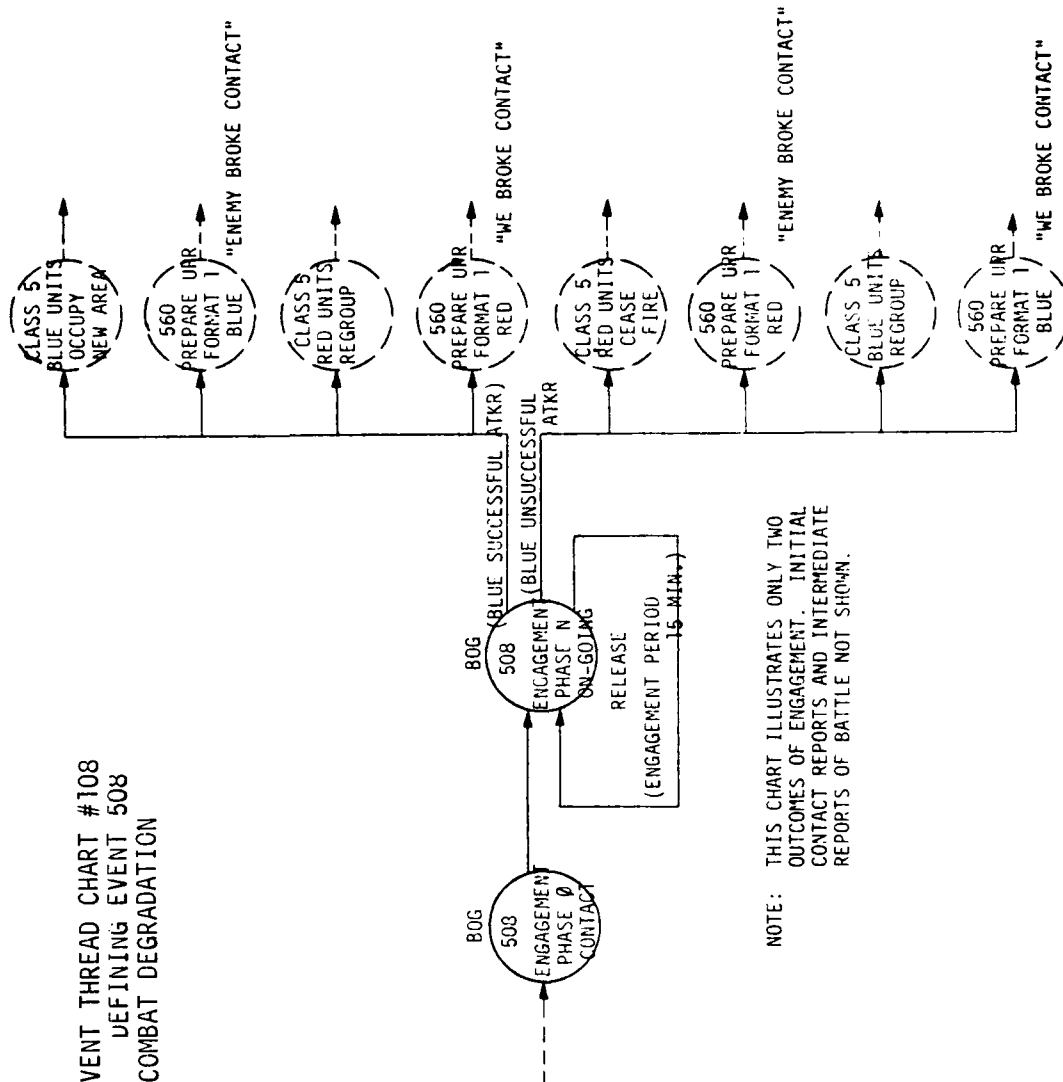 VENT THREAD CHART #108
DEFINING EVENT 508
COMBAT DEGRADATION
BOG
508
ENGAGEMENT
PHASE Ø
CONTACT
BOG
508
ENGAGEMENT
PHASE N
ON-GOING
RELEASE
(ENGAGEMENT PERIOD
15 MIN.)
(BLUE SUCCESSFUL ATKR)
(BLUE UNSUCCESSFUL
ATKR
CLASS 5
BLUE UNITS
OCCUPY
NEW AREA
560
PREPARE URR
FORMAT 1
BLUE
"ENEMY BROKE CONTACT"
CLASS 5
RED UNITS
REGROUP
560
PREPARE URR
FORMAT 1
RED
"WE BROKE CONTACT"
CLASS 5
RED UNITS
CEASE
FIRE
560
PREPARE URR
FORMAT 1
RED
"ENEMY BROKE CONTACT"
CLASS 5
BLUE UNITS
REGROUP
560
PREPARE URR
FORMAT 1
BLUE
"WE BROKE CONTACT"
NOTE: THIS CHART ILLUSTRATES ONLY TWO
OUTCOMES OF ENGAGEMENT. INITIAL
CONTACT REPORTS AND INTERMEDIATE
REPORTS OF BATTLE NOT SHOWN.